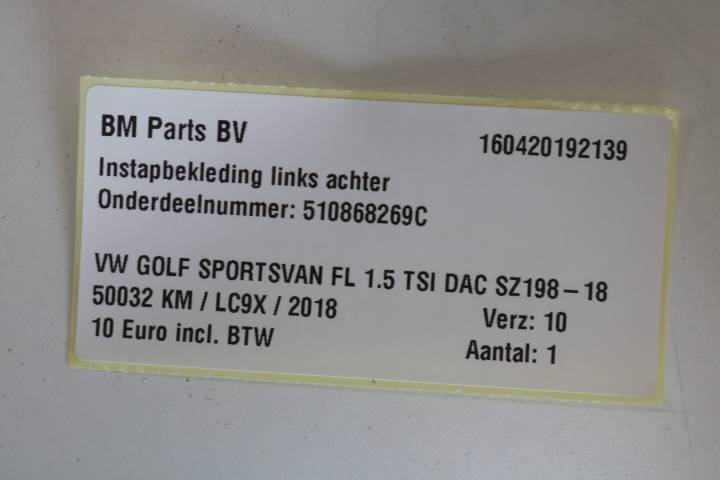 BM Parts BV 160420192139
Instapbekleding links achter
Onderdeelnummer: 510868269C
VW GOLF SPORTSVAN FL 1.5 TSI DAC SZ198-18
50032 KM / LC9X / 2018 Verz: 10
10 Euro incl. BTW Aantal: 1